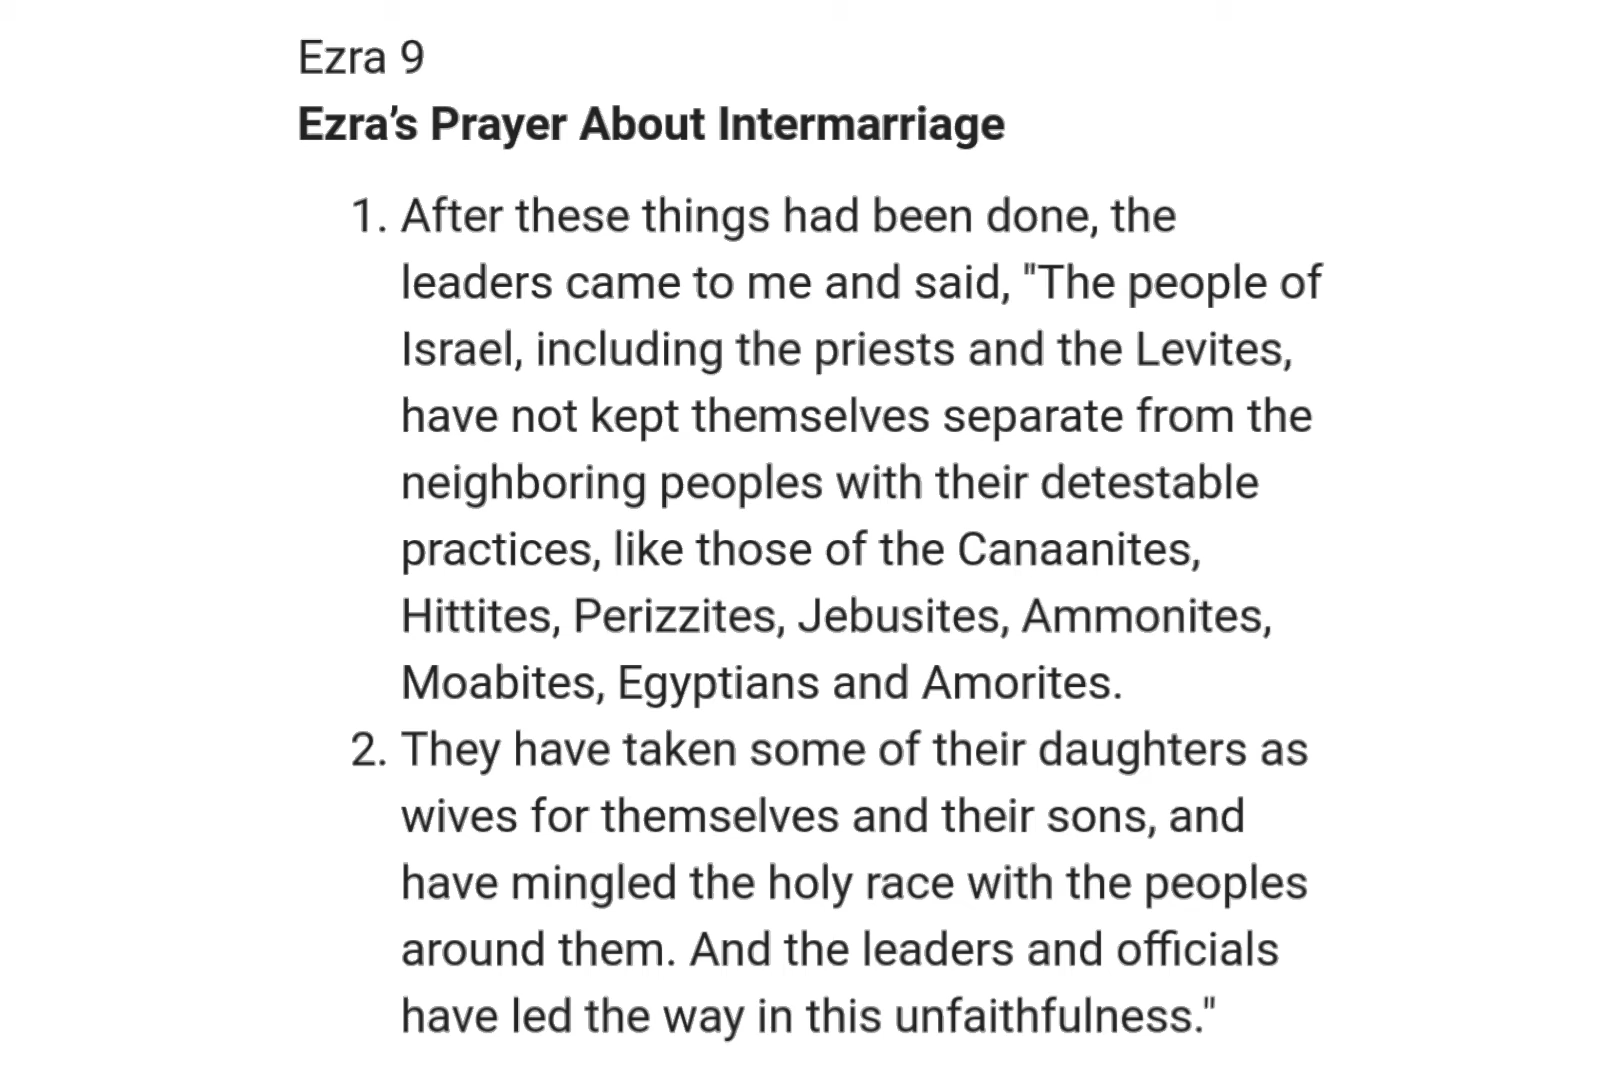 Ezra 9
Ezra’s Prayer About Intermarriage
1. After these things had been done, the
leaders came to me and said, "The people of
Israel, including the priests and the Levites,
have not kept themselves separate from the
neighboring peoples with their detestable
practices, like those of the Canaanites,
Hittites, Perizzites, Jebusites, Ammonites,
Moabites, Egyptians and Amorites.
2. They have taken some of their daughters as
wives for themselves and their sons, and
have mingled the holy race with the peoples
around them. And the leaders and officials
have led the way in this unfaithfulness."